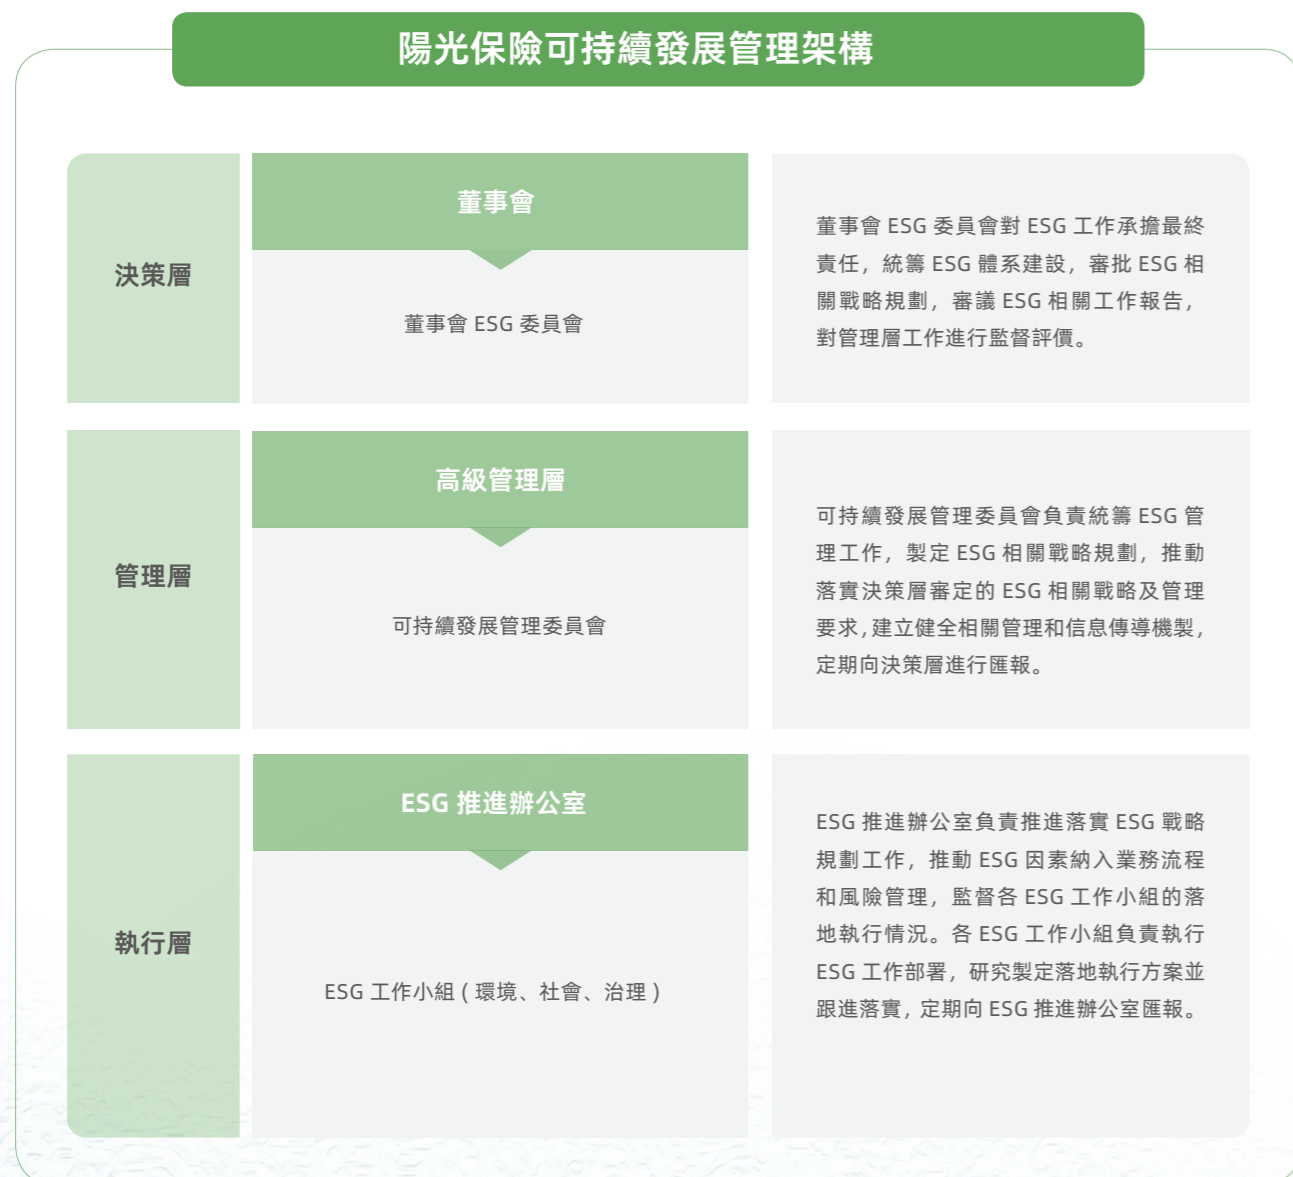 陽光保險可持續發展管理架構
決策層
董事會
董事會 ESG 委員會
董事會 ESG 委員會對 ESG 工作承擔最終
責任，統籌 ESG 體系建設，審批 ESG 相
關戰略規劃，審議 ESG 相關工作報告，
對管理層工作進行監督評價。
管理層
高級管理層
可持續發展管理委員會
可持續發展管理委員會負責統籌 ESG 管
理工作，製定 ESG 相關戰略規劃，推動
落實決策層審定的 ESG 相關戰略及管理
要求，建立健全相關管理和信息傳導機製，
定期向決策層進行匯報。
執行層
ESG 推進辦公室
ESG 工作小組 ( 環境、社會、治理 )
ESG 推進辦公室負責推進落實 ESG 戰略
規劃工作，推動 ESG 因素納入業務流程
和風險管理，監督各 ESG 工作小組的落
地執行情況。各 ESG 工作小組負責執行
ESG 工作部署，研究製定落地執行方案並
跟進落實，定期向 ESG 推進辦公室匯報。